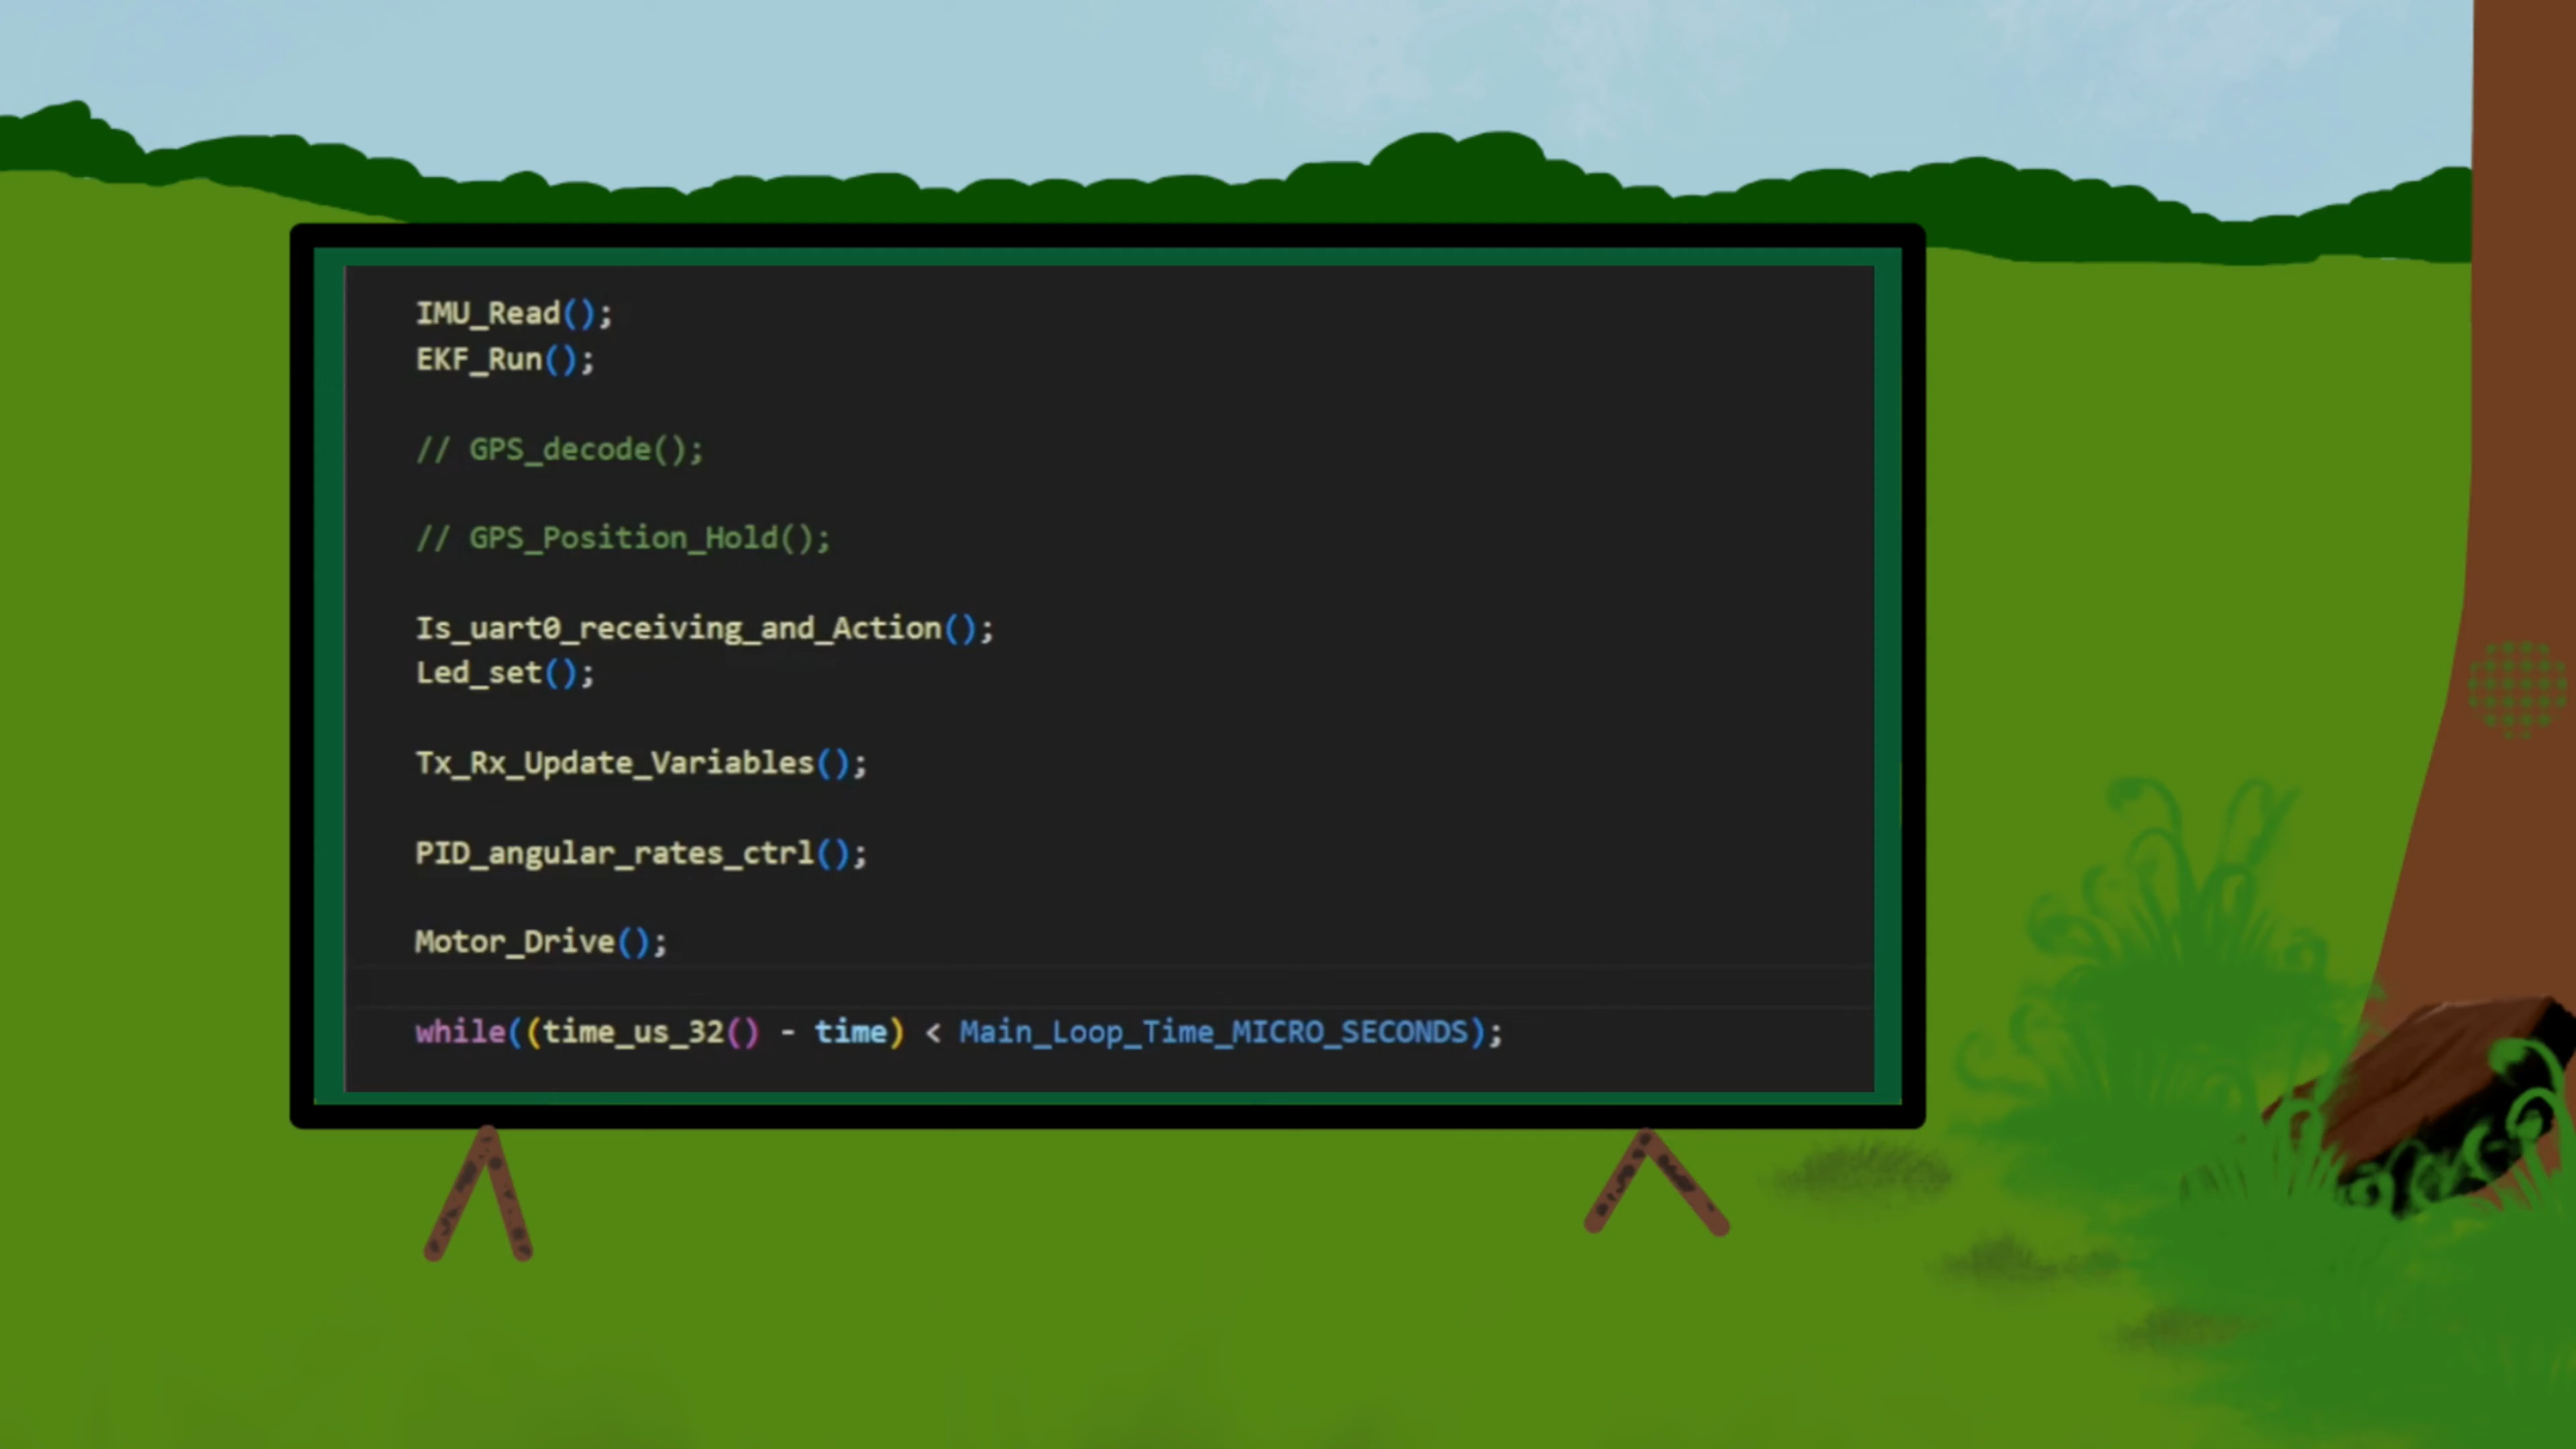 IMU_Read();
EKF_Run();
// GPS_decode();
// GPS_Position_Hold();
Is_uart0_receiving_and_Action();
Led_set();
Tx_Rx_Update_Variables();
PID_angular_rates_ctrl();
Motor_Drive();
while((time_us_32() - time) < Main_Loop_Time_MICRO_SECONDS);